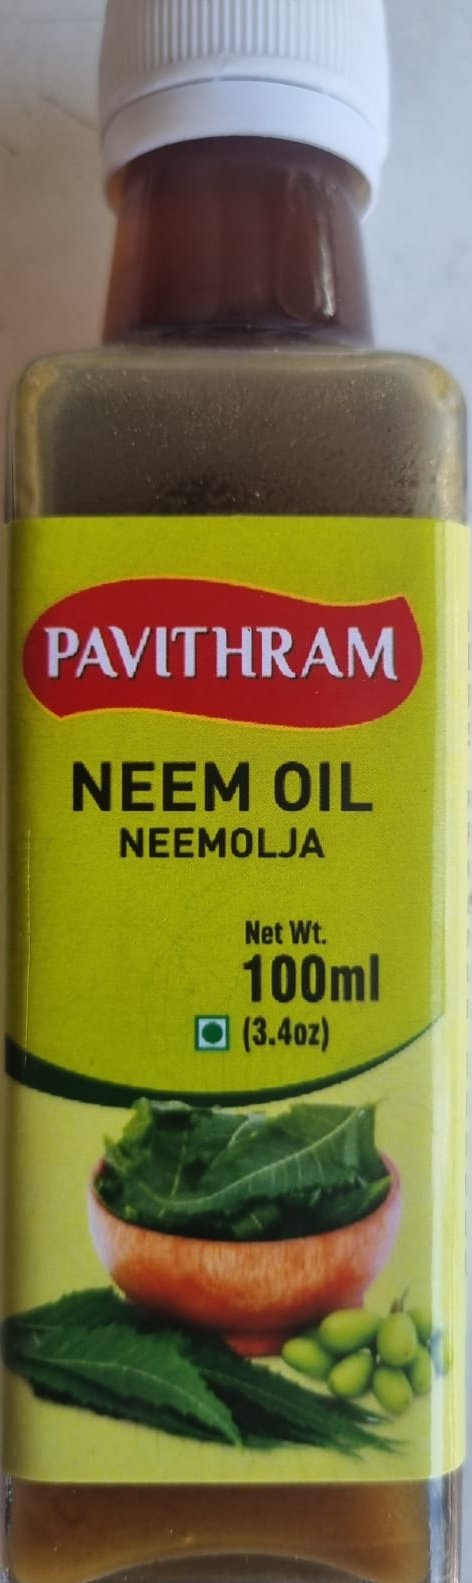 PAVITHRAM
NEEM OIL
NEEMOLJA
Net Wt.
100ml
(3.4oz)